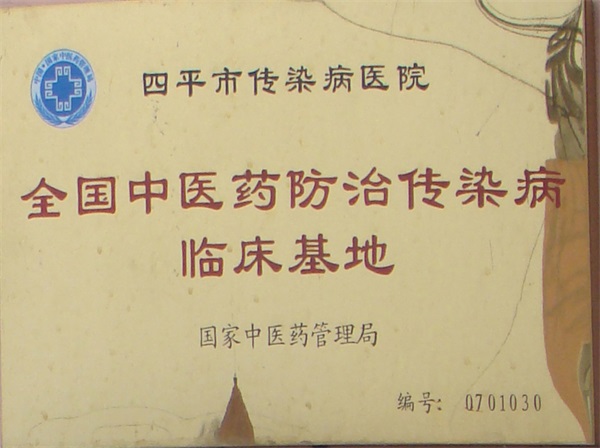 四平市传染病医院
全国中医药防治传染病
临床基地
国家中医药管理局
编号: 0701030